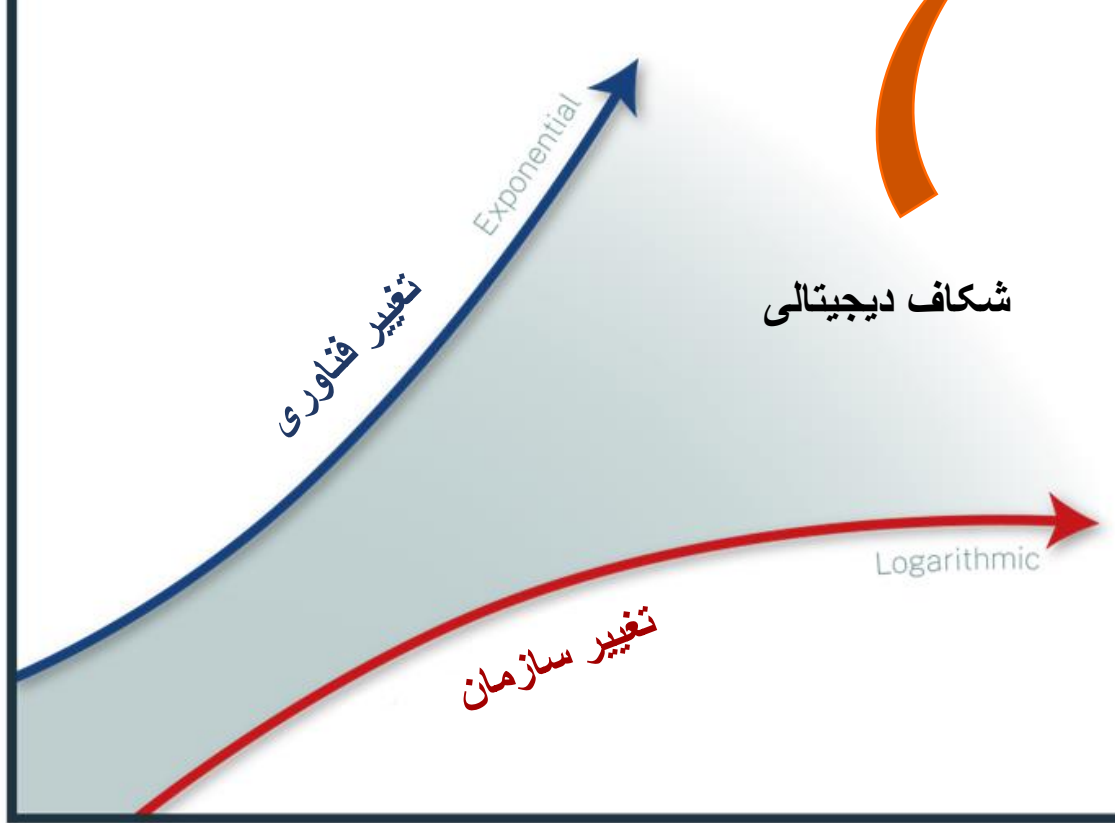 Exponential
تغییر فناوری
شکاف دیجیتالی
Logarithmic
تغییر سازمان